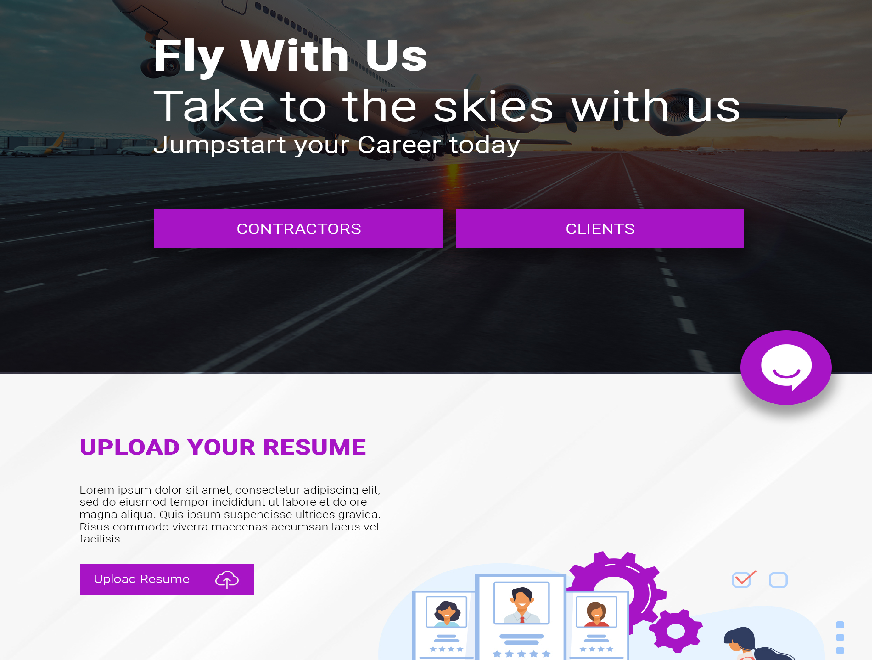 Fly With Us
Take to the skies with us
Jumpstart your Career today
CONTRACTORS
CLIENTS
UPLOAD YOUR RESUME
Lorem ipsum dolor sit amet, consectetur adipiscing elit,
sed do eiusmod tempor incididunt ut labore et dolore
magna aliqua. Quis ipsum suspendisse ultrices gravida.
Risus commodo viverra maecenas accumsan lacus vel
facilisis
Upload Resume